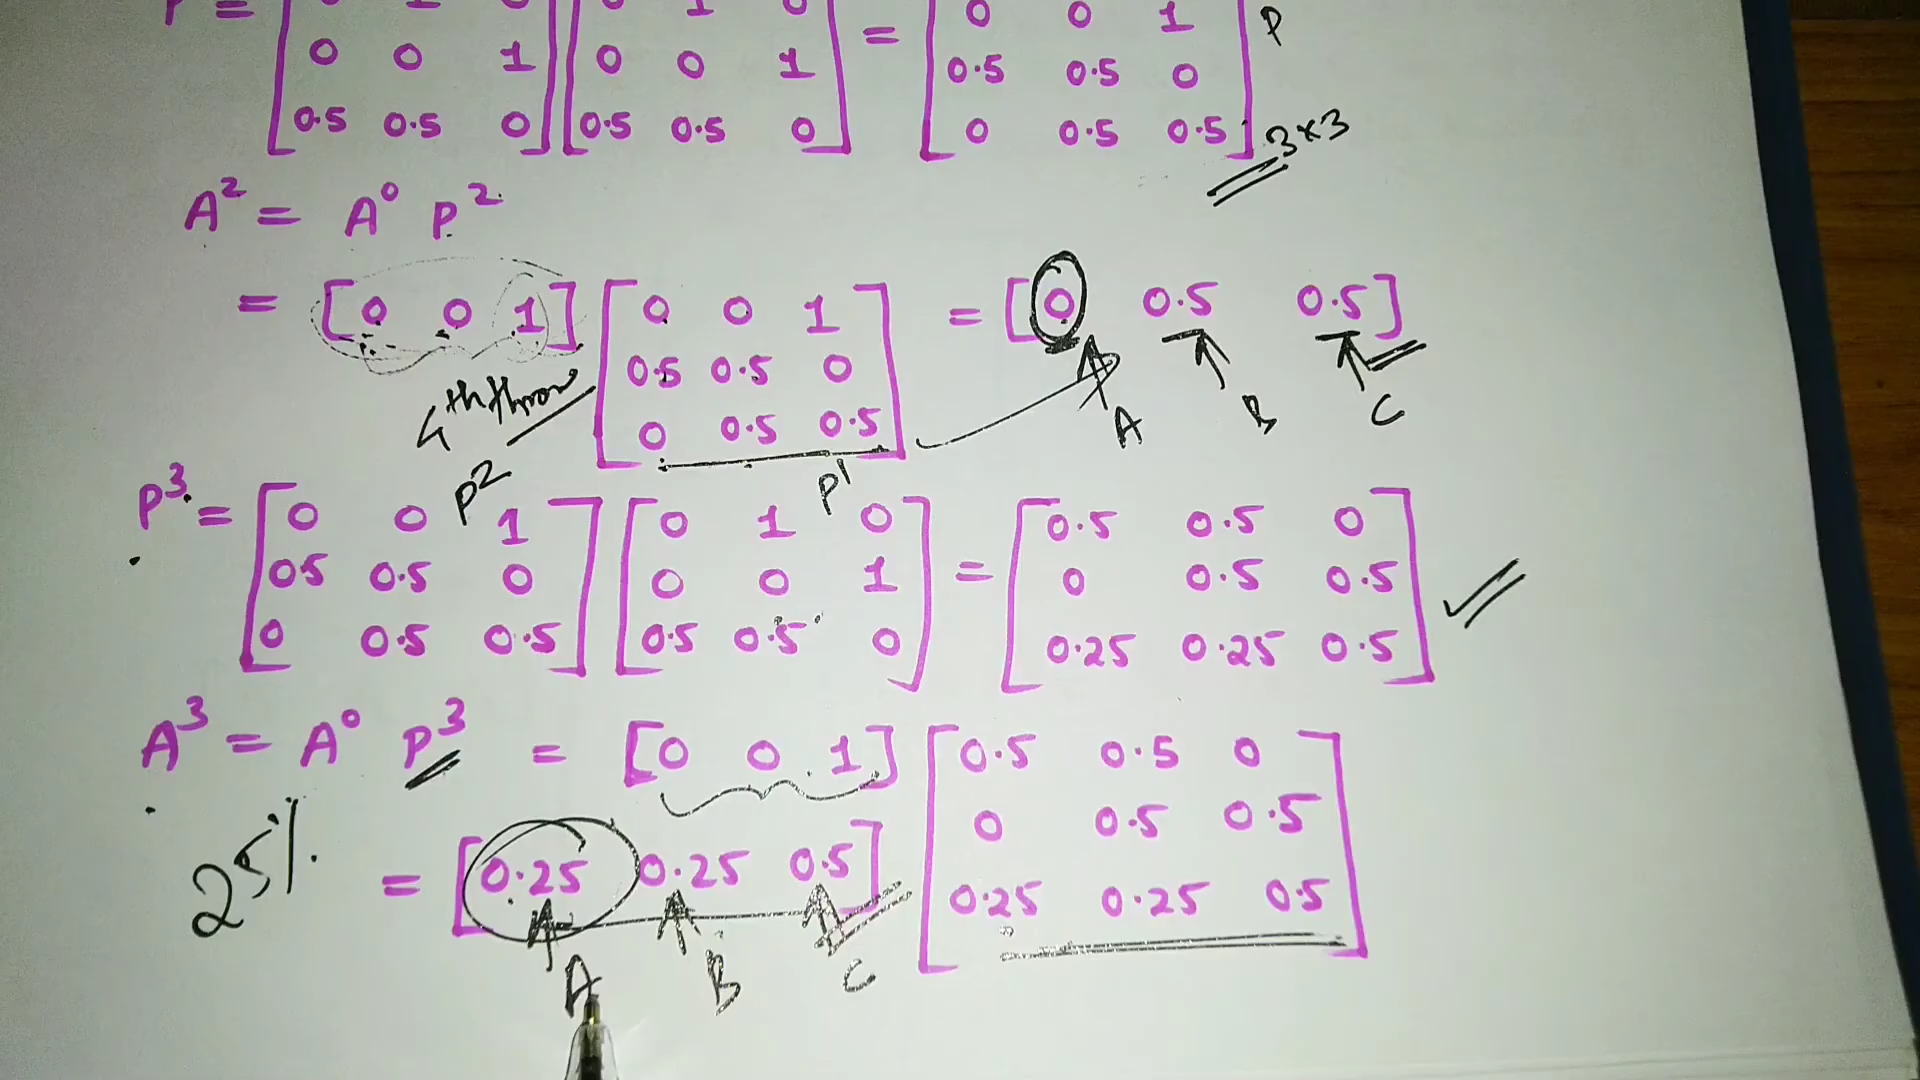 0 0 1 0 0 1 = 0 0 1 P
0.5 0.5 0 0.5 0.5 0 0.5 0.5 0
0 0.5 0.5 3×3
A² = A⁰ P²
= [0 0 1] [0 0 1 = [0 0.5 0.5]
0.5 0.5 0
0 0.5 0.5]
4th throw
A B C
P² P¹
P³ = [0 0 1 [0 1 0 = [0.5 0.5 0
0.5 0.5 0 0 0 1 0 0.5 0.5
0 0.5 0.5] 0.5 0.5 0] 0.25 0.25 0.5]
A³ = A⁰ P³ = [0 0 1] [0.5 0.5 0
0 0.5 0.5
0.25 0.25 0.5]
25%
= [0.25 0.25 0.5]
A B C